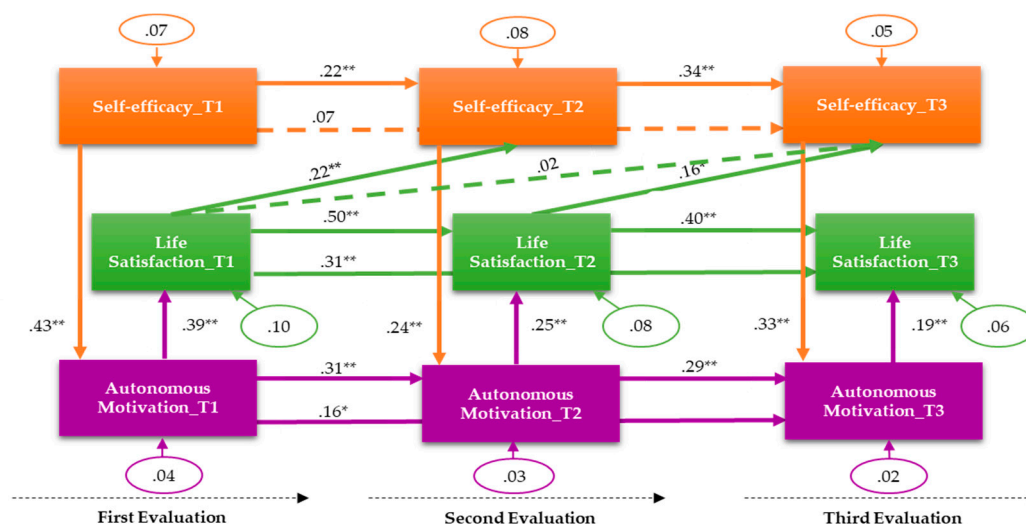 .07
.08
.05
.22**
.34**
Self-efficacy_T1
Self-efficacy_T2
Self-efficacy_T3
.07
.22**
.02
.16*
.50**
.40**
Life
Satisfaction_T1
Life
Satisfaction_T2
Life
Satisfaction_T3
.31**
.43**
.39**
.10
.24**
.25**
.08
.33**
.19**
.06
.31**
.29**
Autonomous
Motivation_T1
Autonomous
Motivation_T2
Autonomous
Motivation_T3
.16*
.04
.03
.02
First Evaluation
Second Evaluation
Third Evaluation